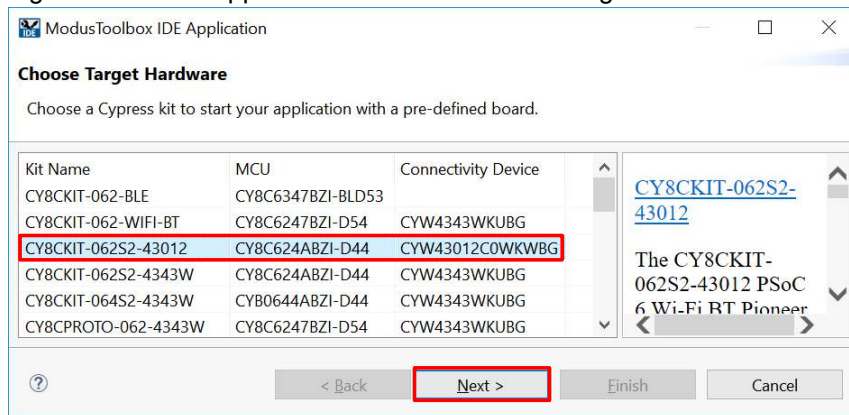 ModusToolbox IDE Application
Choose Target Hardware
Choose a Cypress kit to start your application with a pre-defined board.
Kit Name MCU Connectivity Device
CY8CKIT-062-BLE CY8C6347BZI-BLD53
CY8CKIT-062-WIFI-BT CY8C6247BZI-D54 CYW4343WKUBG
CY8CKIT-062S2-43012 CY8C624ABZI-D44 CYW43012C0WKWBG
CY8CKIT-062S2-4343W CY8C624ABZI-D44 CYW4343WKUBG
CY8CKIT-064S2-4343W CYB0644ABZI-D44 CYW4343WKUBG
CY8CPROTO-062-4343W CY8C6247BZI-D54 CYW4343WKUBG
CY8CKIT-062S2-
43012
The CY8CKIT-
062S2-43012 PSoC
6 Wi-Fi BT Pioneer
< Back Next > Finish Cancel